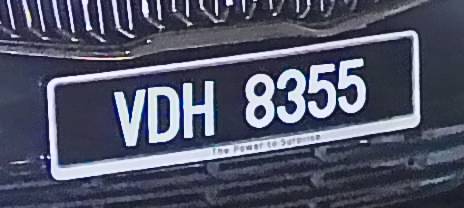 VDH 8355
The Power to Surprise